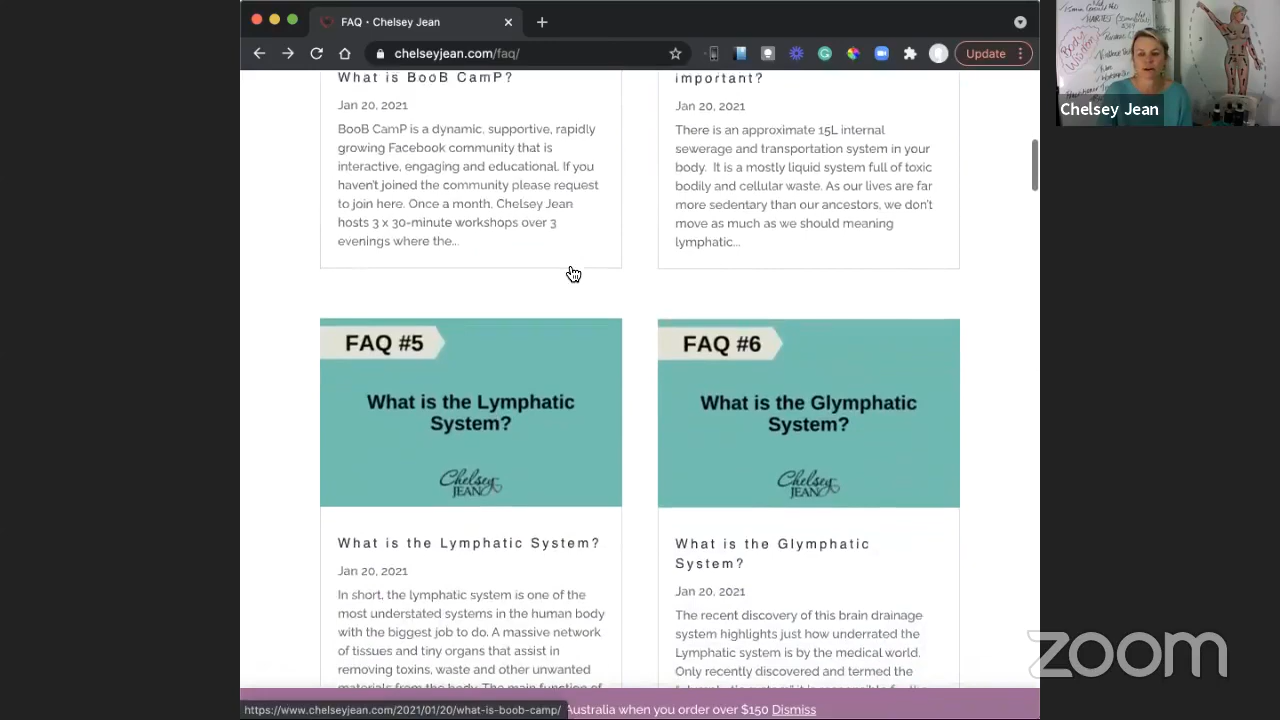 FAQ • Chelsey Jean
chelseyjean.com/faq/
Update
What is BooB CamP?
Jan 20, 2021
BooB CamP is a dynamic, supportive, rapidly
growing Facebook community that is
interactive, engaging and educational. If you
haven't joined the community please request
to join here. Once a month, Chelsey Jean
hosts 3 x 30-minute workshops over 3
evenings where the...
important?
Jan 20, 2021
There is an approximate 15L internal
sewerage and transportation system in your
body. It is a mostly liquid system full of toxic
bodily and cellular waste. As our lives are far
more sedentary than our ancestors, we don't
move as much as we should meaning
lymphatic...
FAQ #5
What is the Lymphatic
System?
Chelsey
JEAN
What is the Lymphatic System?
Jan 20, 2021
In short, the lymphatic system is one of the
most understated systems in the human body
with the biggest job to do. A massive network
of tissues and tiny organs that assist in
removing toxins, waste and other unwanted
materials from the body. The main function of
FAQ #6
What is the Glymphatic
System?
Chelsey
JEAN
What is the Glymphatic
System?
Jan 20, 2021
The recent discovery of this brain drainage
system highlights just how underrated the
Lymphatic system is by the medical world.
Only recently discovered and termed the
https://www.chelseyjean.com/2021/01/20/what-is-boob-camp/
Australia when you order over $150 Dismiss
Body
Chelsey Jean
zoom